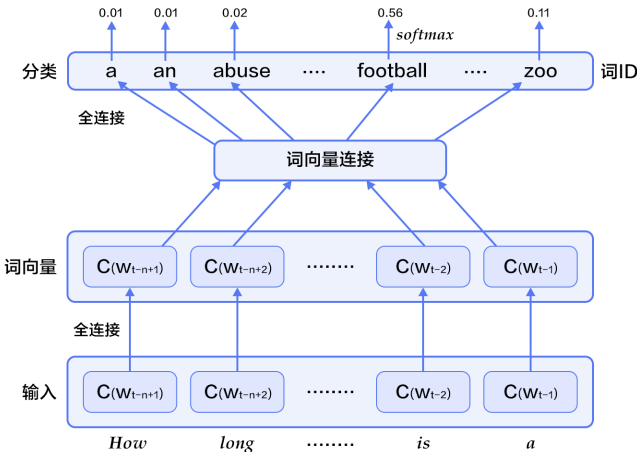 0.01 0.01 0.02 0.56 0.11
softmax
分类 a an abuse .... football .... zoo 词ID
全连接
词向量连接
词向量 C(wt-n+1) C(wt-n+2) ........ C(wt-2) C(wt-1)
全连接
输入 C(wt-n+1) C(wt-n+2) ........ C(wt-2) C(wt-1)
How long ........ is a